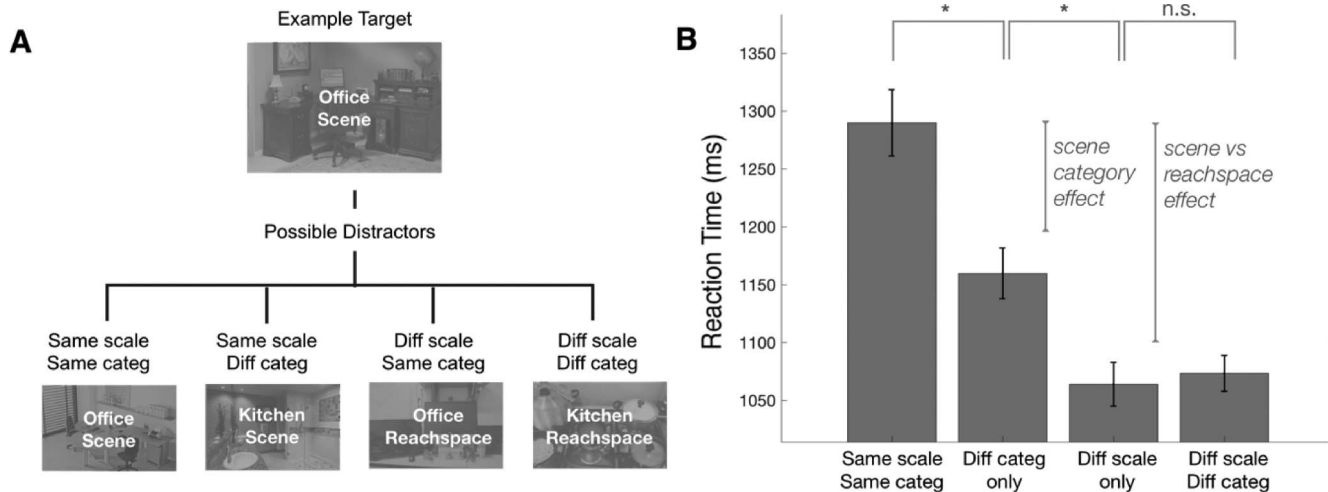 A
Example Target
Office
Scene
Possible Distractors
Same scale
Same categ
Same scale
Diff categ
Diff scale
Same categ
Diff scale
Diff categ
Office
Scene
Kitchen
Scene
Office
Reachspace
Kitchen
Reachspace
B
* * n.s.
Reaction Time (ms)
1350
1300
1250
1200
1150
1100
1050
scene
category
effect
scene vs
reachspace
effect
Same scale
Same categ
Diff categ
only
Diff scale
only
Diff scale
Diff categ